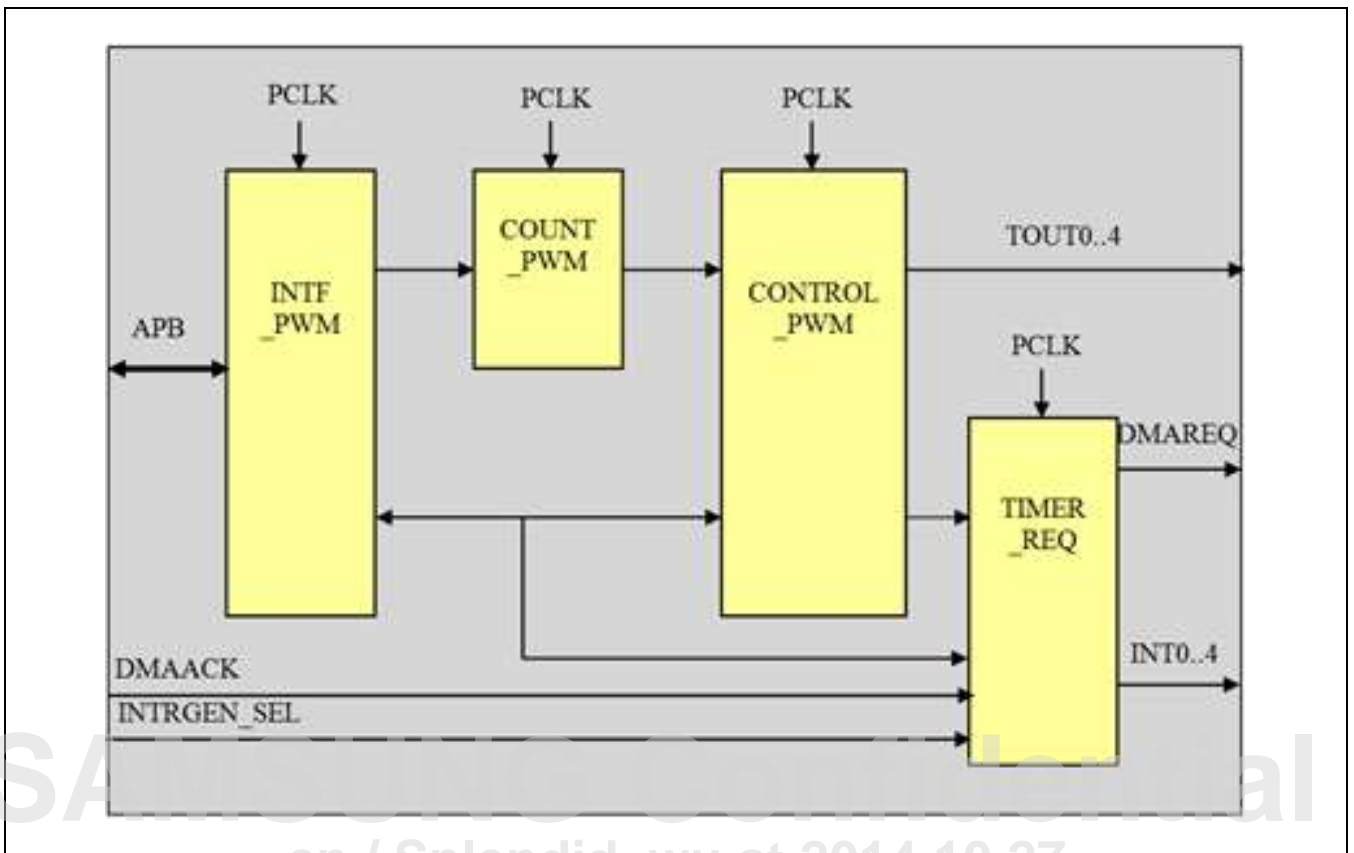 PCLK
PCLK
PCLK
COUNT
_PWM
TOUT0..4
INTF
_PWM
CONTROL
_PWM
APB
PCLK
DMAREQ
TIMER
_REQ
INT0..4
DMAACK
INTRGEN_SEL
SAMSUNG Confidential